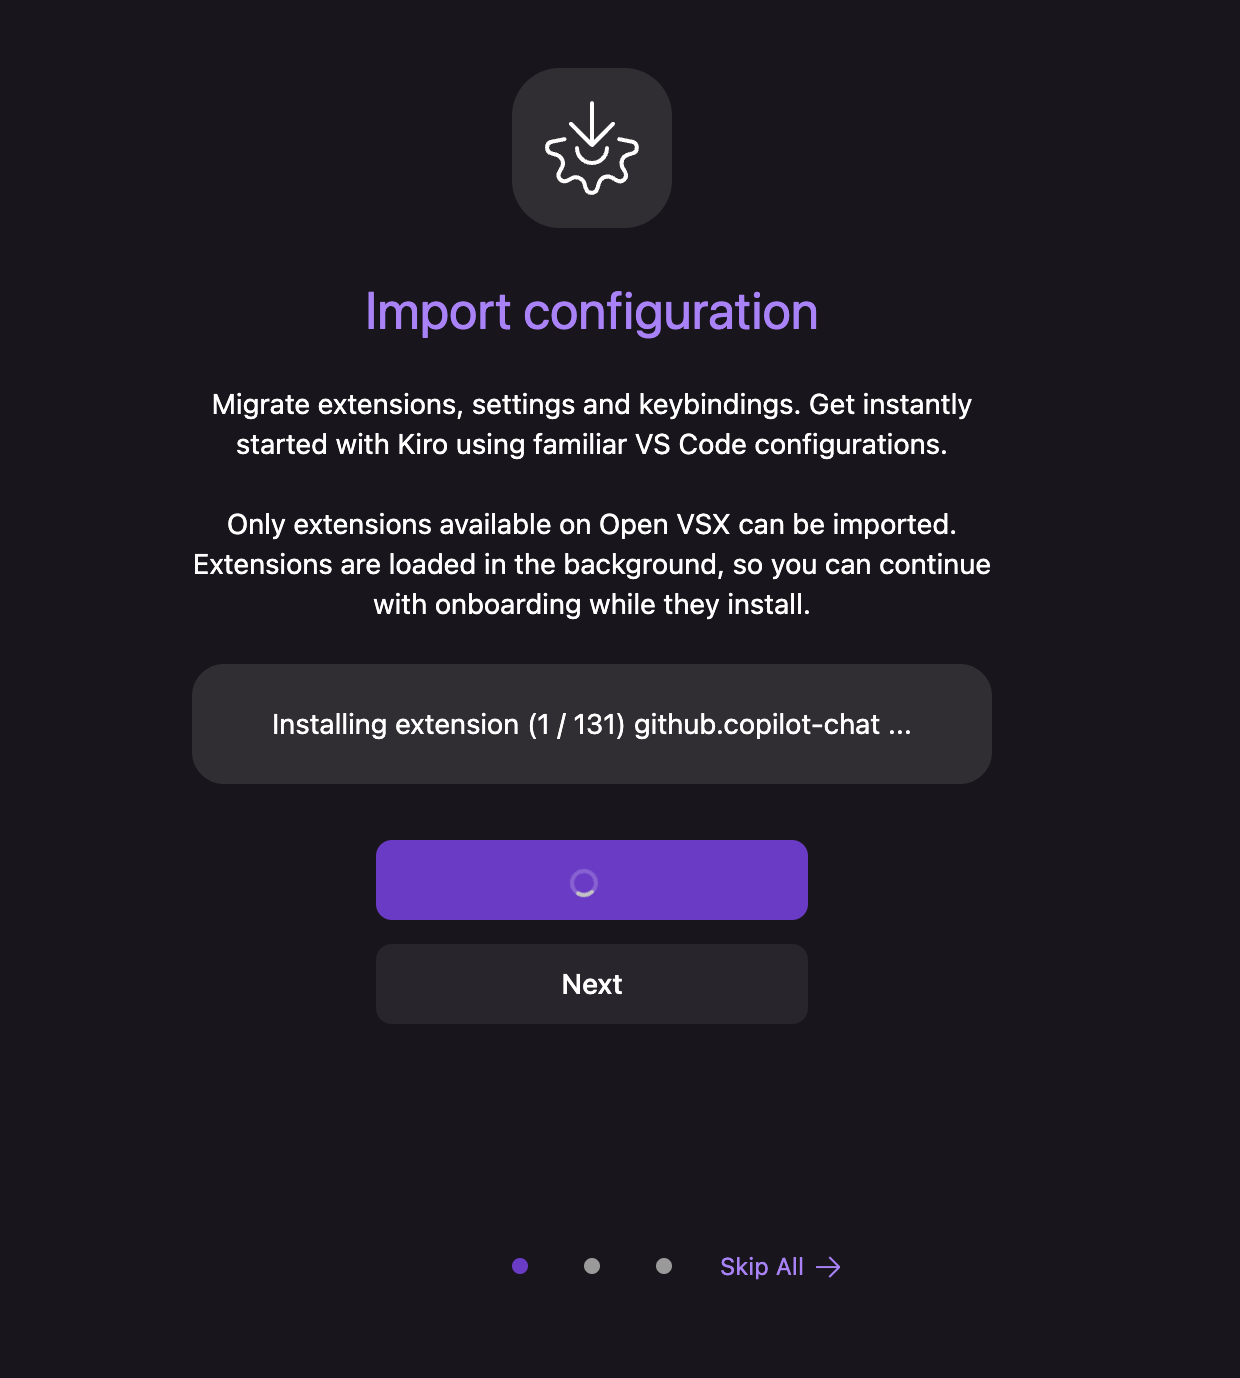 Import configuration
Migrate extensions, settings and keybindings. Get instantly
started with Kiro using familiar VS Code configurations.
Only extensions available on Open VSX can be imported.
Extensions are loaded in the background, so you can continue
with onboarding while they install.
Installing extension (1 / 131) github.copilot-chat ...
Next
Skip All